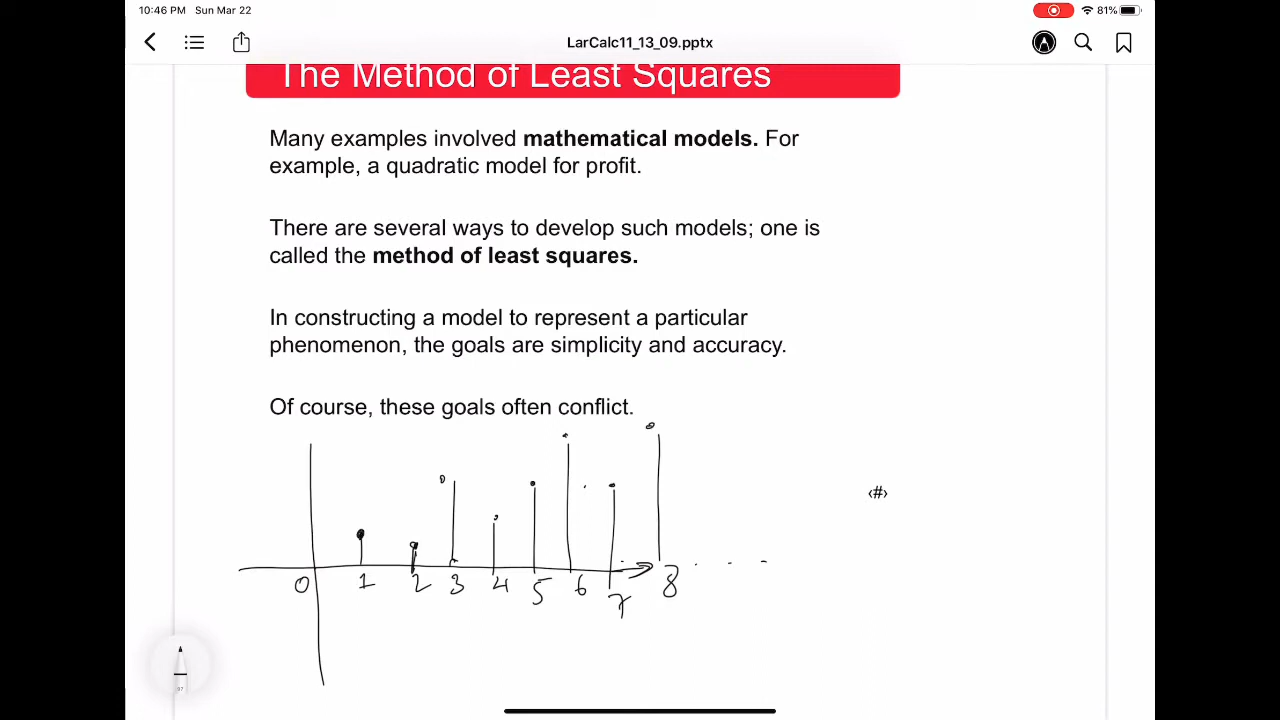 10:46 PM Sun Mar 22
81%
LarCalc11_13_09.pptx
The Method of Least Squares
Many examples involved mathematical models. For
example, a quadratic model for profit.
There are several ways to develop such models; one is
called the method of least squares.
In constructing a model to represent a particular
phenomenon, the goals are simplicity and accuracy.
Of course, these goals often conflict.
‹#›
0 1 2 3 4 5 6 7 8
97